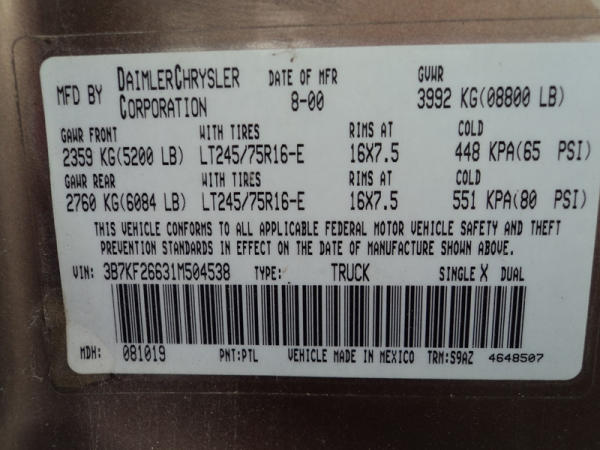 MFD BY DAIMLERCHRYSLER CORPORATION DATE OF MFR 8-00 GVWR 3992 KG(08800 LB)
GAWR FRONT WITH TIRES RIMS AT COLD
2359 KG(5200 LB) LT245/75R16-E 16X7.5 448 KPA(65 PSI)
GAWR REAR WITH TIRES RIMS AT COLD
2760 KG(6084 LB) LT245/75R16-E 16X7.5 551 KPA(80 PSI)
THIS VEHICLE CONFORMS TO ALL APPLICABLE FEDERAL MOTOR VEHICLE SAFETY AND THEFT
PREVENTION STANDARDS IN EFFECT ON THE DATE OF MANUFACTURE SHOWN ABOVE.
VIN: 3B7KF26631M504538 TYPE: TRUCK SINGLE X DUAL
MDH: 081019 PNT:PTL VEHICLE MADE IN MEXICO TRM:S9AZ 4648507